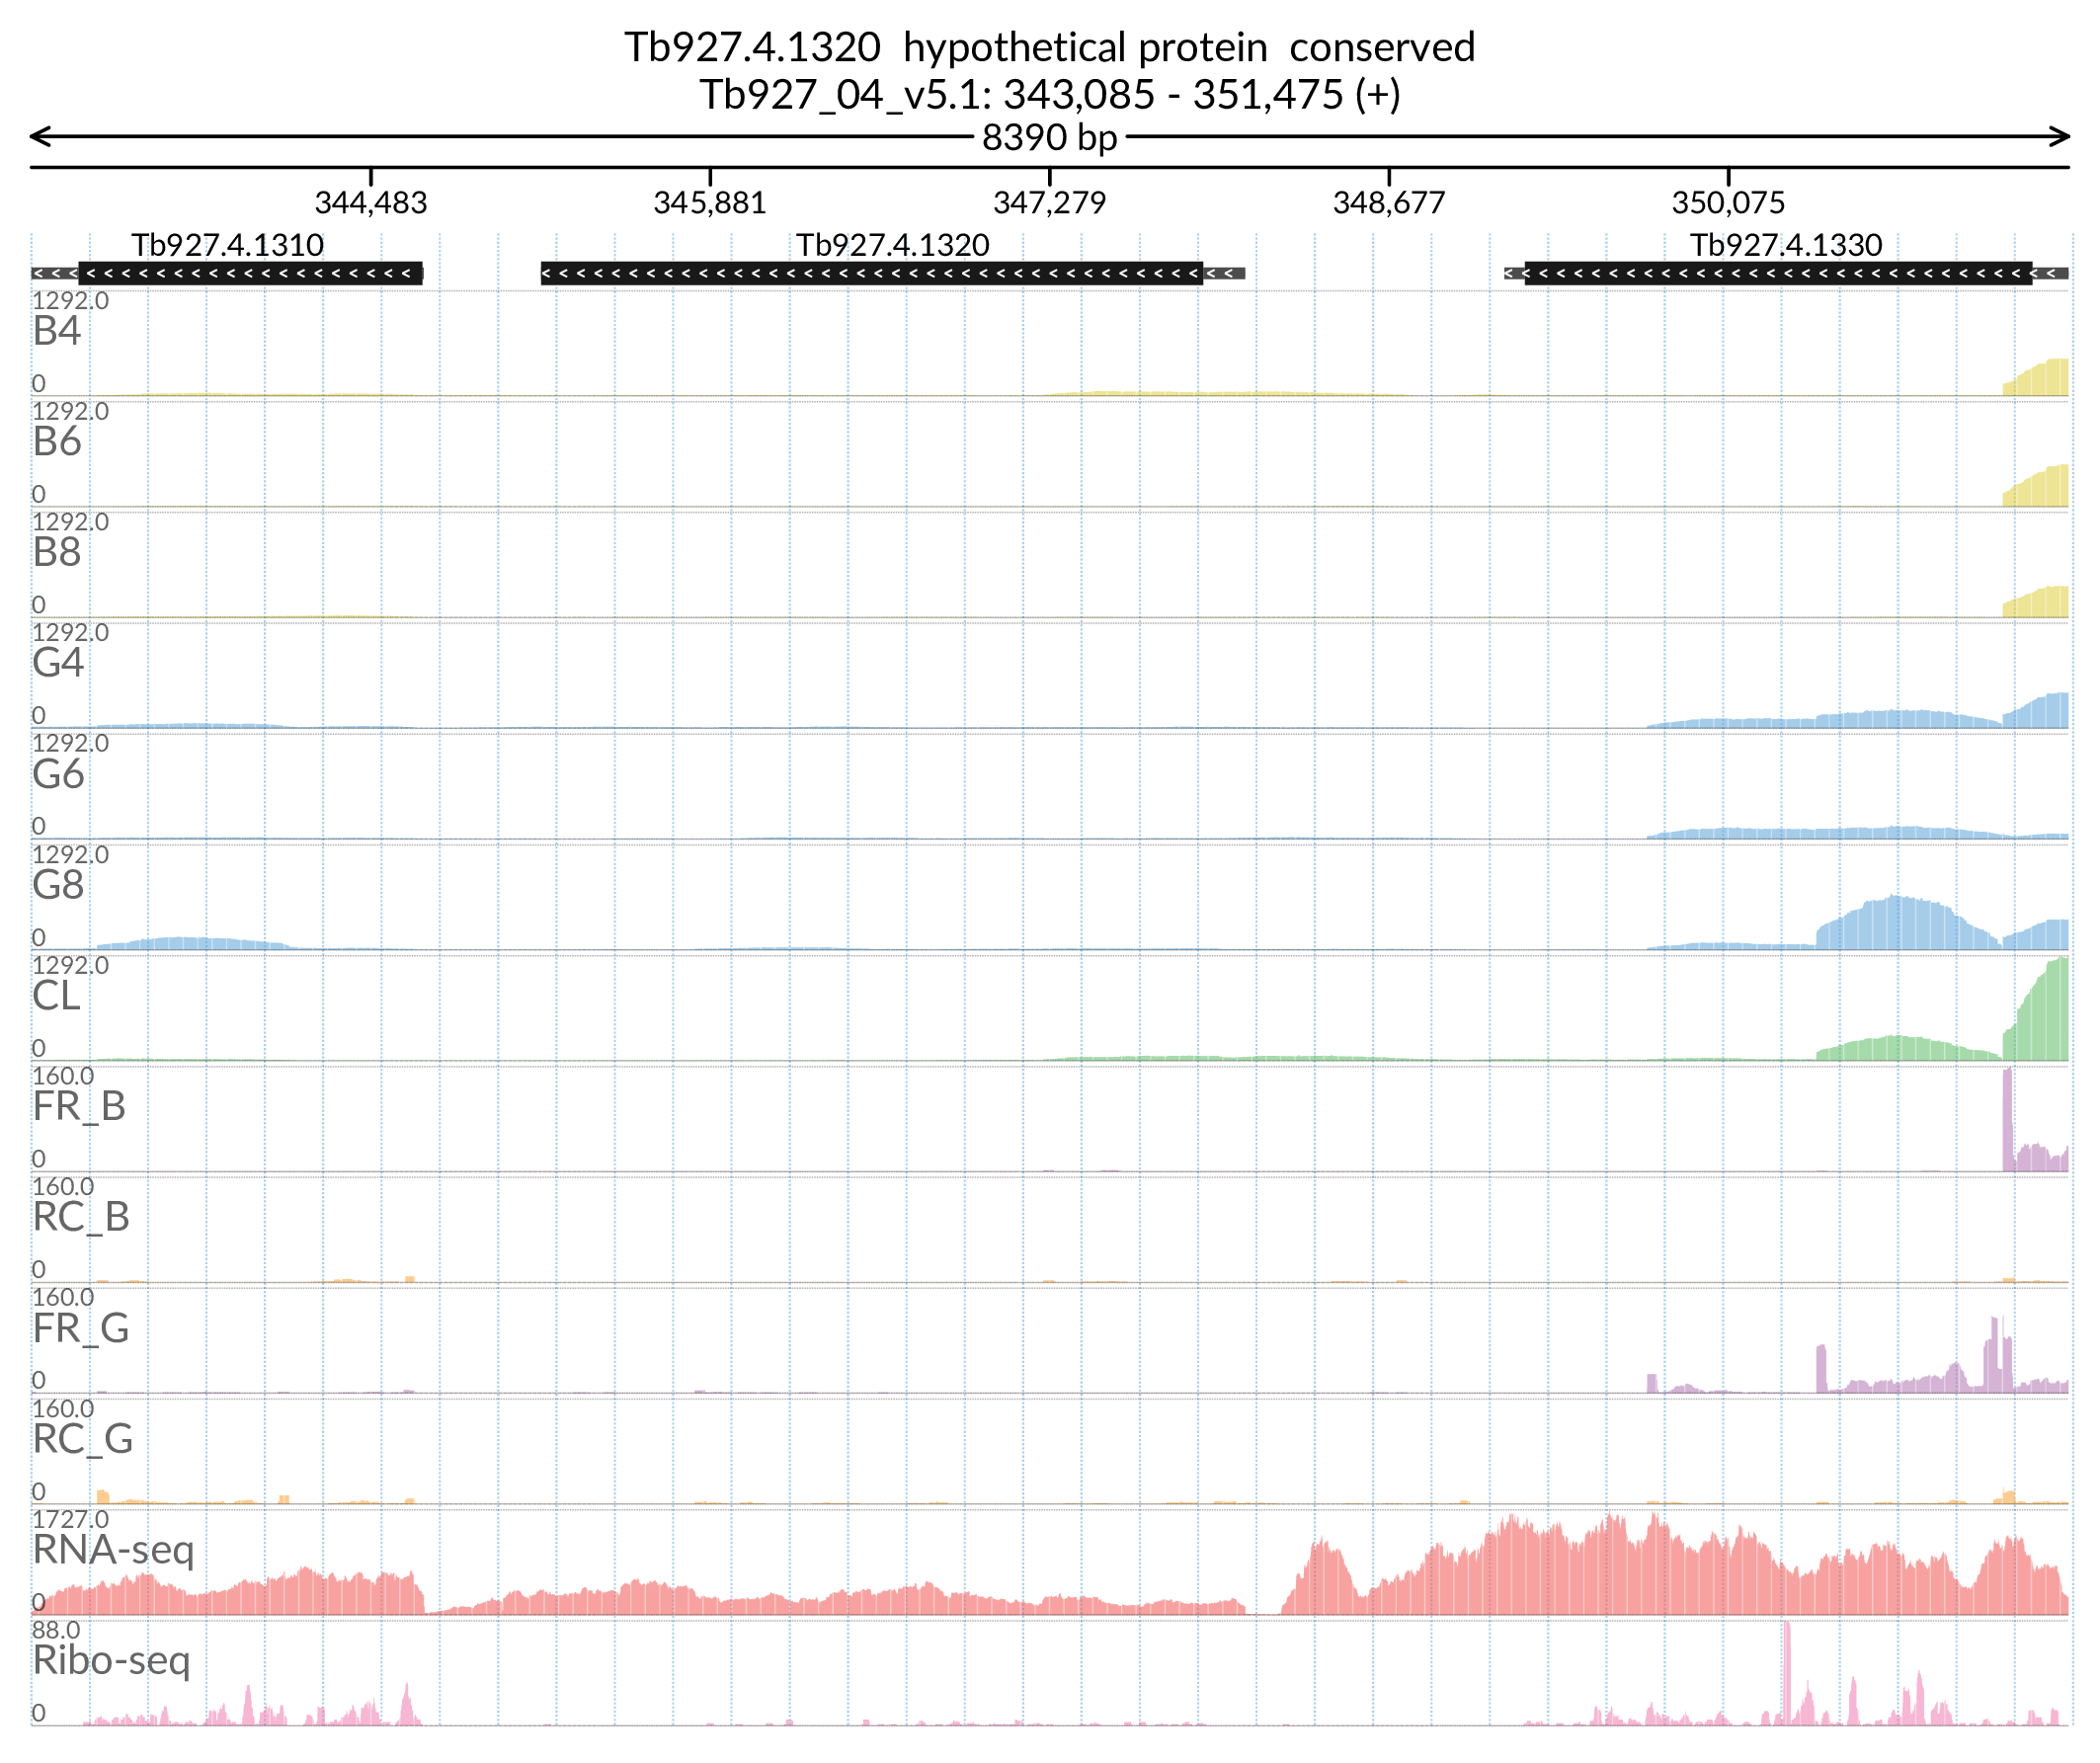 Tb927.4.1320 hypothetical protein conserved
Tb927_04_v5.1: 343,085 - 351,475 (+)
8390 bp
344,483 345,881 347,279 348,677 350,075
Tb927.4.1310 Tb927.4.1320 Tb927.4.1330
1292.0
B4
0
1292.0
B6
0
1292.0
B8
0
1292.0
G4
0
1292.0
G6
0
1292.0
G8
0
1292.0
CL
0
160.0
FR_B
0
160.0
RC_B
0
160.0
FR_G
0
160.0
RC_G
0
1727.0
RNA-seq
0
88.0
Ribo-seq
0